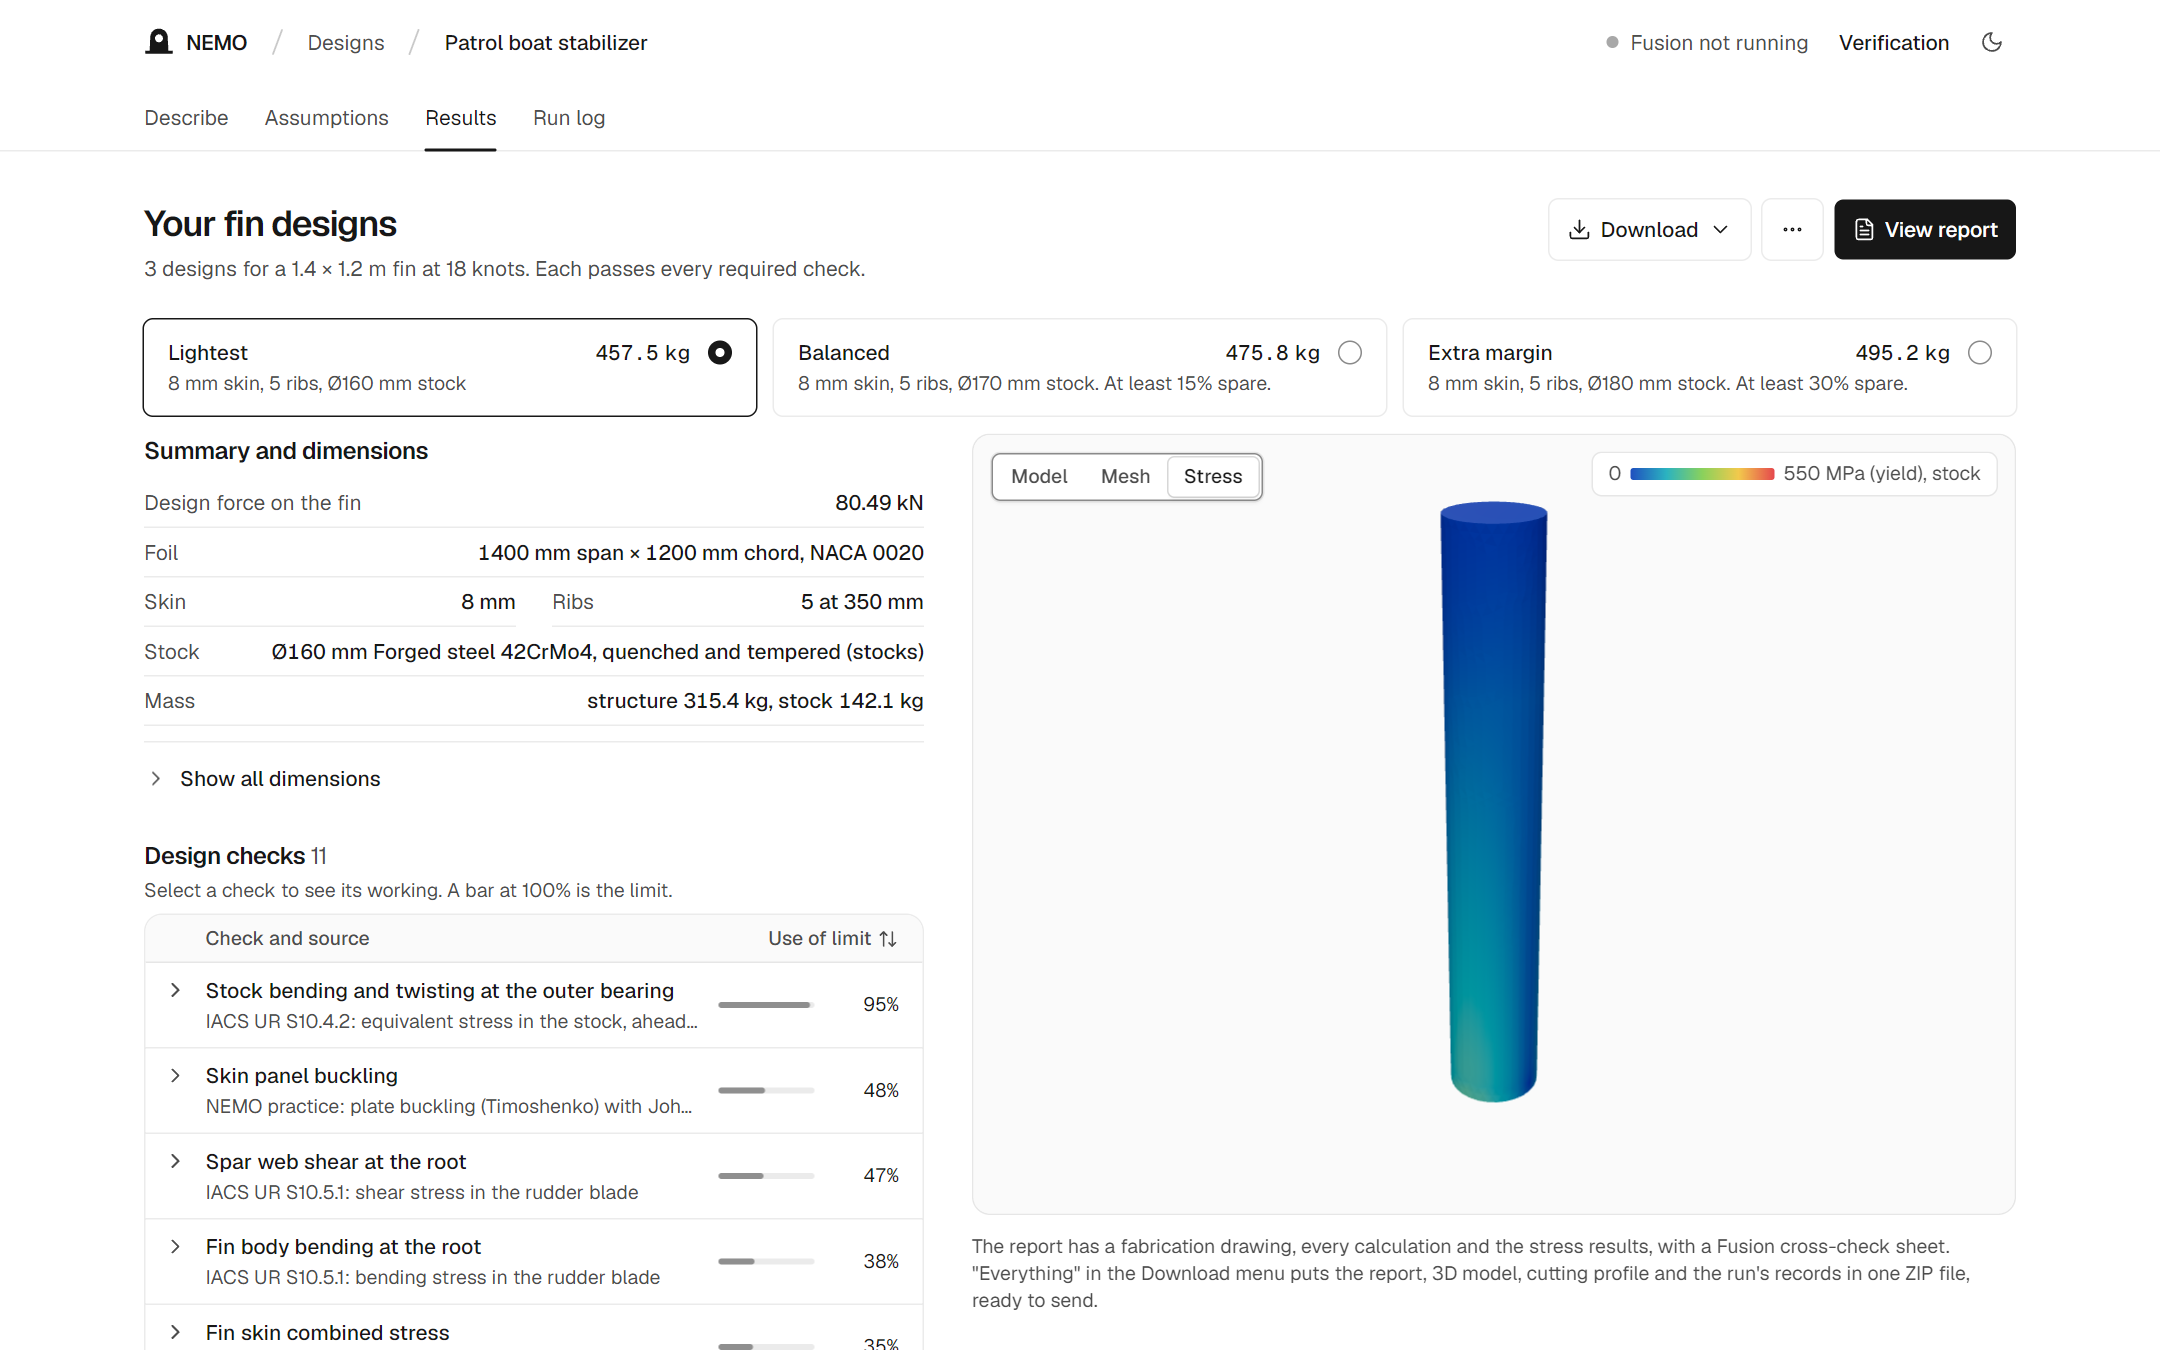 NEMO / Designs / Patrol boat stabilizer
Fusion not running
Verification
Describe
Assumptions
Results
Run log
Your fin designs
3 designs for a 1.4 × 1.2 m fin at 18 knots. Each passes every required check.
Download
View report
Lightest
457.5 kg
8 mm skin, 5 ribs, Ø160 mm stock
Balanced
475.8 kg
8 mm skin, 5 ribs, Ø170 mm stock. At least 15% spare.
Extra margin
495.2 kg
8 mm skin, 5 ribs, Ø180 mm stock. At least 30% spare.
Summary and dimensions
Design force on the fin
80.49 kN
Foil
1400 mm span × 1200 mm chord, NACA 0020
Skin
8 mm
Ribs
5 at 350 mm
Stock
Ø160 mm Forged steel 42CrMo4, quenched and tempered (stocks)
Mass
structure 315.4 kg, stock 142.1 kg
Show all dimensions
Design checks 11
Select a check to see its working. A bar at 100% is the limit.
Check and source
Use of limit
Stock bending and twisting at the outer bearing
IACS UR S10.4.2: equivalent stress in the stock, ahead...
95%
Skin panel buckling
NEMO practice: plate buckling (Timoshenko) with Joh...
48%
Spar web shear at the root
IACS UR S10.5.1: shear stress in the rudder blade
47%
Fin body bending at the root
IACS UR S10.5.1: bending stress in the rudder blade
38%
Fin skin combined stress
35%
Model
Mesh
Stress
0
550 MPa (yield), stock
The report has a fabrication drawing, every calculation and the stress results, with a Fusion cross-check sheet.
"Everything" in the Download menu puts the report, 3D model, cutting profile and the run's records in one ZIP file,
ready to send.